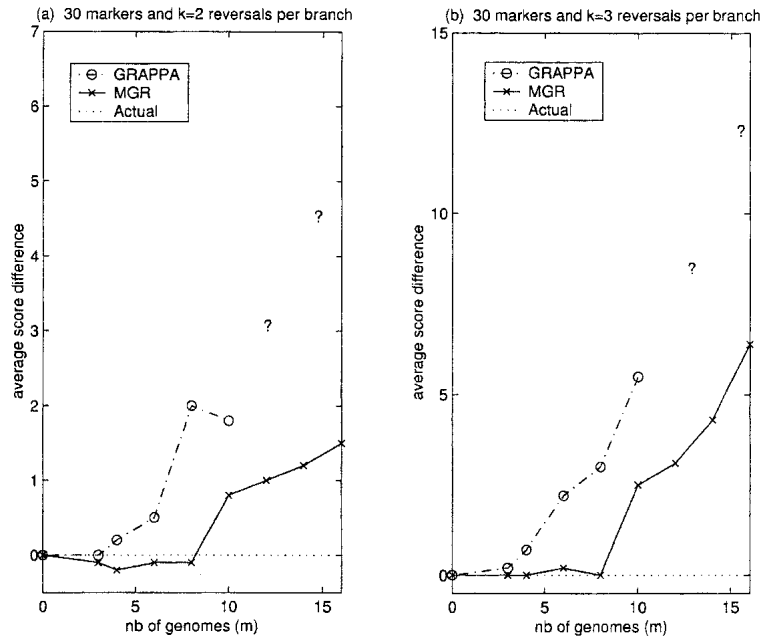 (a) 30 markers and k=2 reversals per branch
7
6
5
4
3
2
1
0
average score difference
GRAPPA
MGR
Actual
?
?
0
5
10
15
nb of genomes (m)
(b) 30 markers and k=3 reversals per branch
15
10
5
0
average score difference
GRAPPA
MGR
Actual
?
?
0
5
10
15
nb of genomes (m)